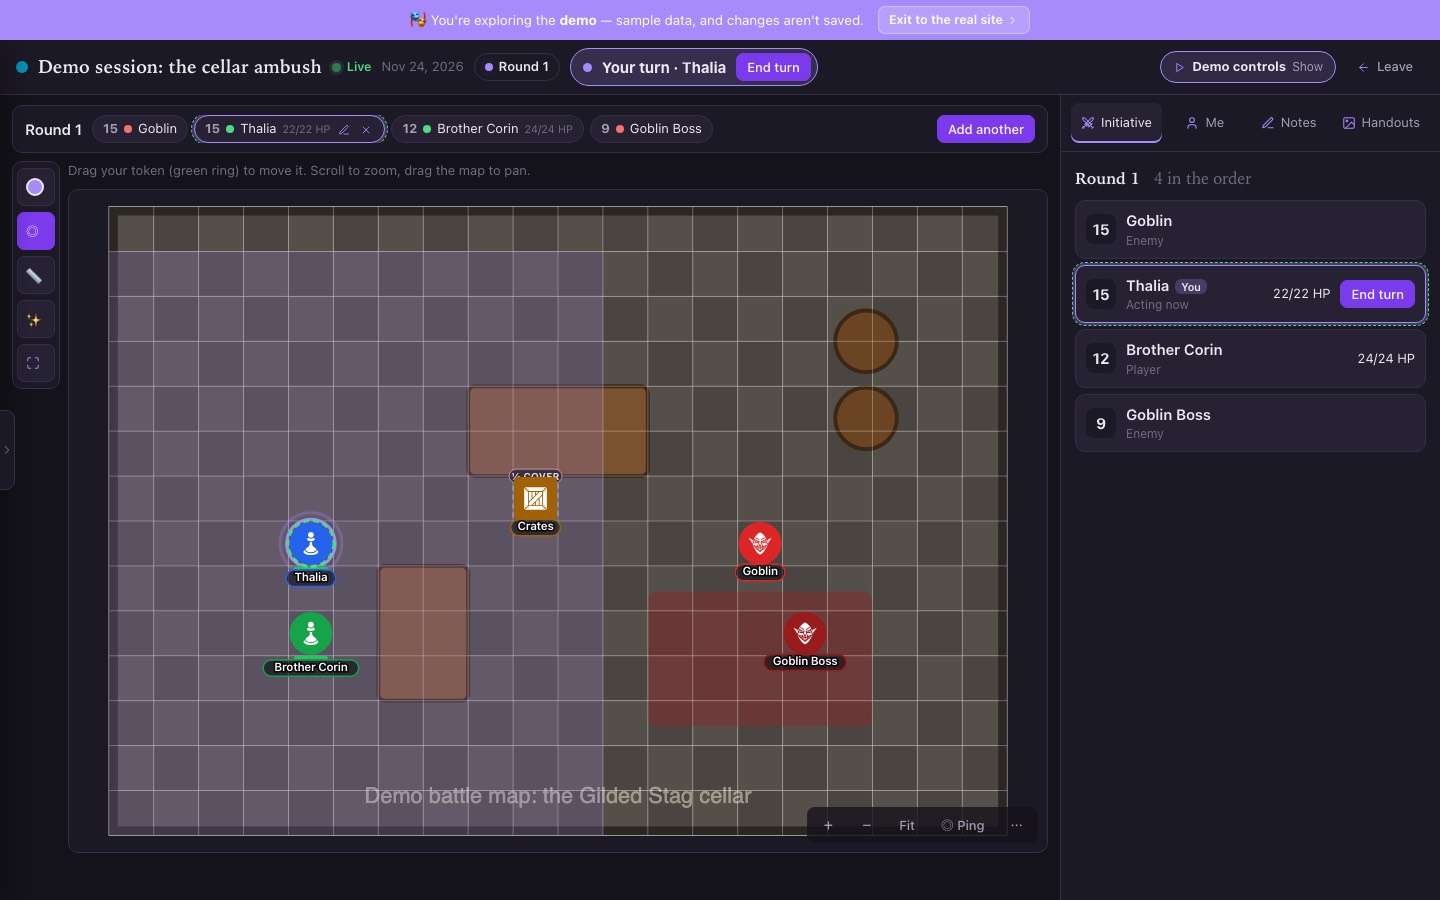 You're exploring the demo — sample data, and changes aren't saved.
Exit to the real site
Demo session: the cellar ambush
Live
Nov 24, 2026
Round 1
Your turn · Thalia
End turn
Demo controls Show
Leave
Round 1
15 Goblin
15 Thalia 22/22 HP
12 Brother Corin 24/24 HP
9 Goblin Boss
Add another
Initiative
Me
Notes
Handouts
Drag your token (green ring) to move it. Scroll to zoom, drag the map to pan.
Round 1 4 in the order
15 Goblin
Enemy
15 Thalia You
Acting now
22/22 HP
End turn
12 Brother Corin
Player
24/24 HP
9 Goblin Boss
Enemy
½ COVER
Crates
Thalia
Goblin
Brother Corin
Goblin Boss
Demo battle map: the Gilded Stag cellar
+ − Fit Ping ···